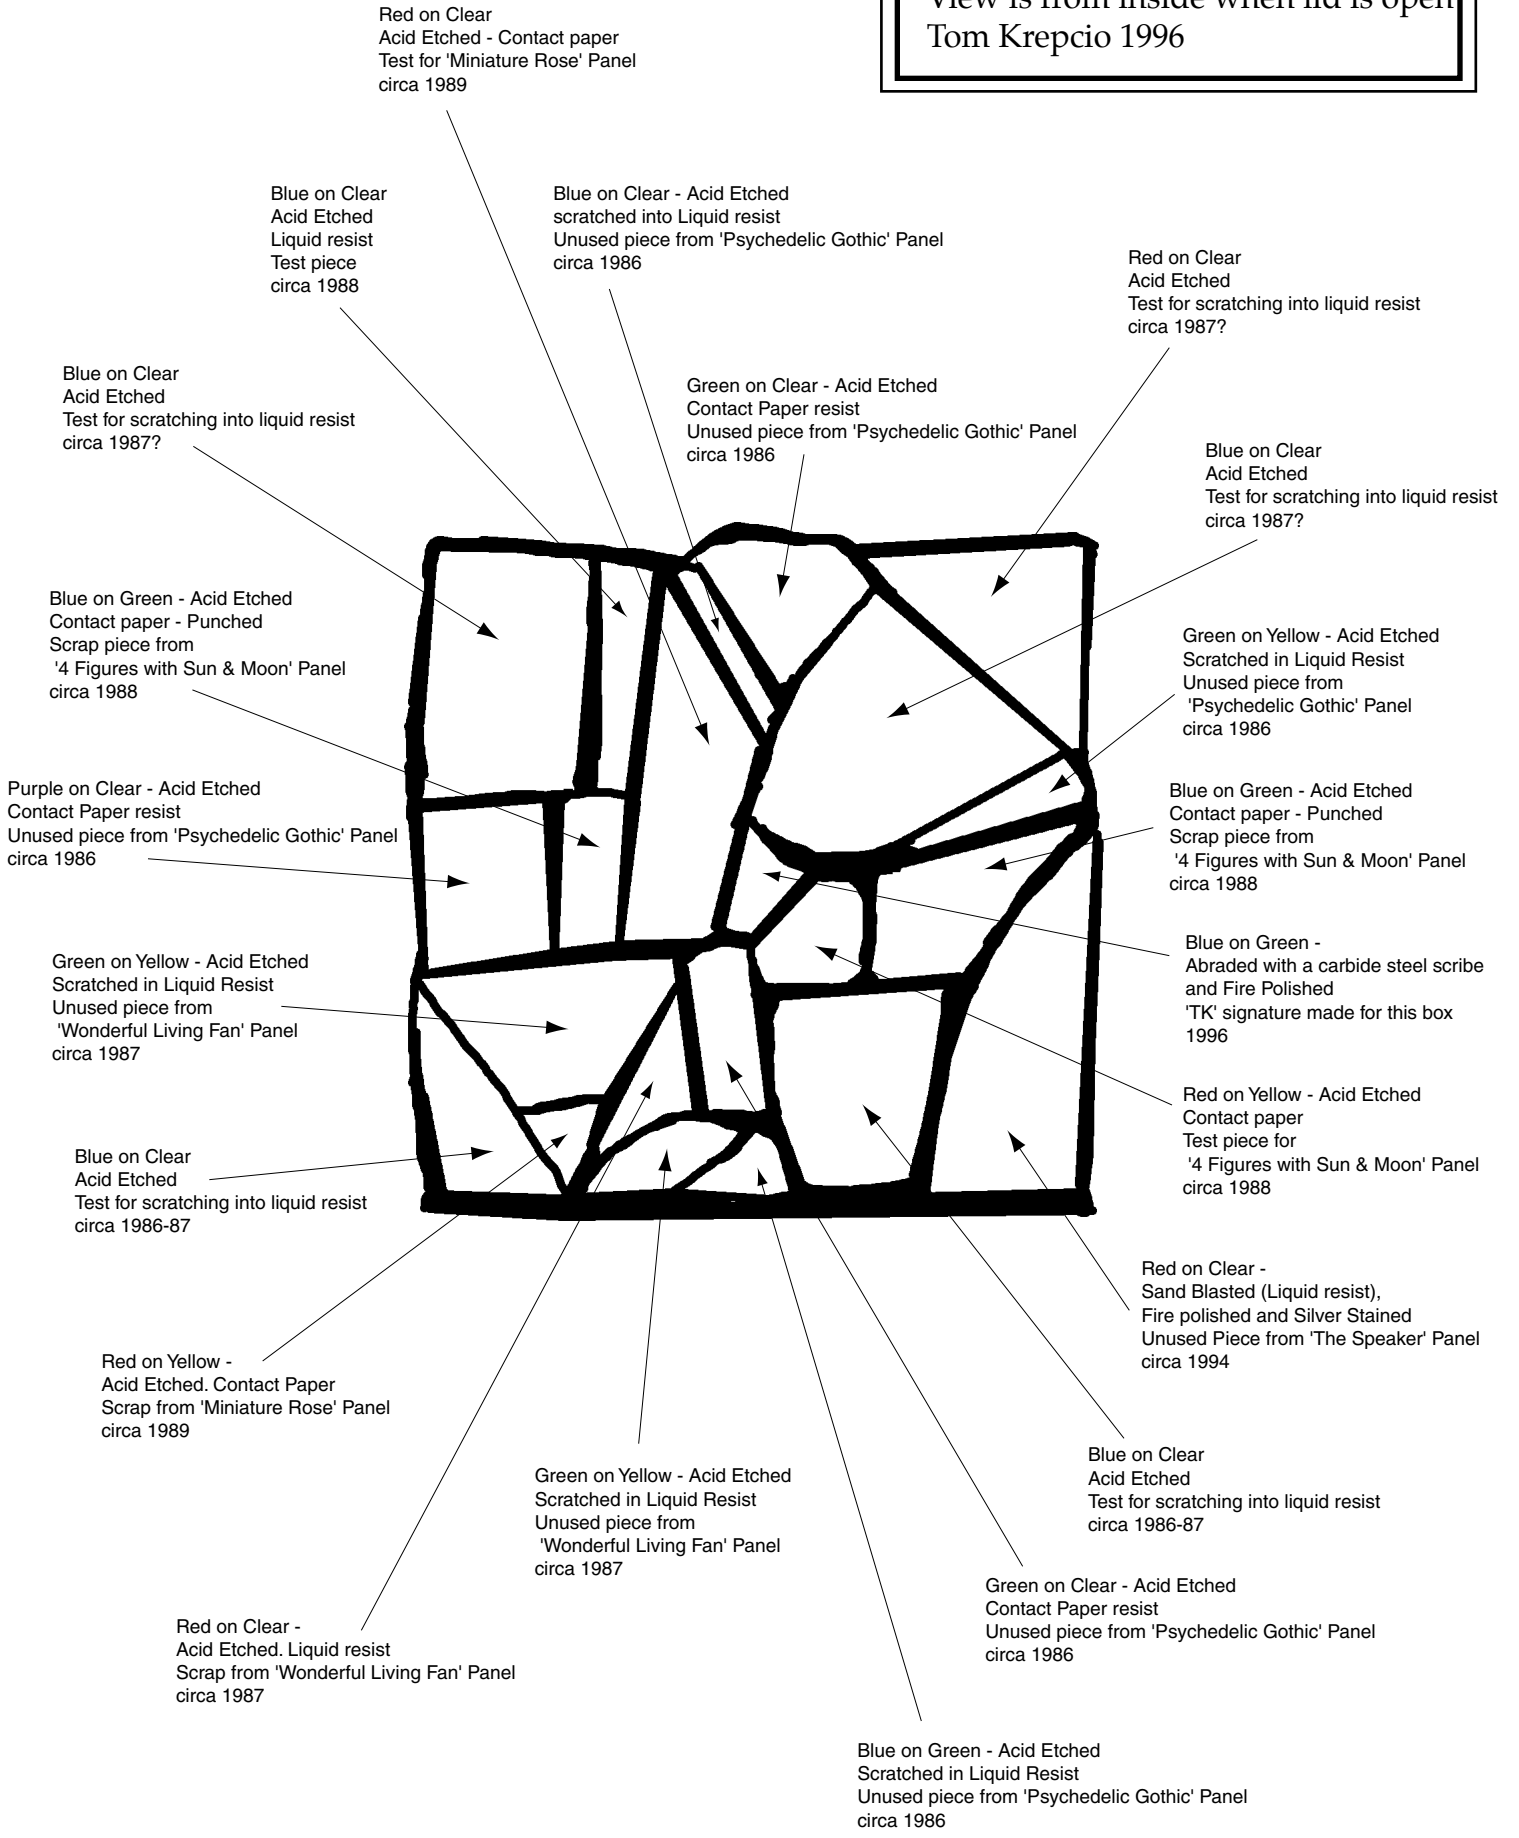 View is from inside when lid is open
Tom Krepcio 1996
Red on Clear
Acid Etched - Contact paper
Test for 'Miniature Rose' Panel
circa 1989
Blue on Clear
Acid Etched
Liquid resist
Test piece
circa 1988
Blue on Clear - Acid Etched
scratched into Liquid resist
Unused piece from 'Psychedelic Gothic' Panel
circa 1986
Red on Clear
Acid Etched
Test for scratching into liquid resist
circa 1987?
Blue on Clear
Acid Etched
Test for scratching into liquid resist
circa 1987?
Green on Clear - Acid Etched
Contact Paper resist
Unused piece from 'Psychedelic Gothic' Panel
circa 1986
Blue on Clear
Acid Etched
Test for scratching into liquid resist
circa 1987?
Blue on Green - Acid Etched
Contact paper - Punched
Scrap piece from
'4 Figures with Sun & Moon' Panel
circa 1988
Green on Yellow - Acid Etched
Scratched in Liquid Resist
Unused piece from
'Psychedelic Gothic' Panel
circa 1986
Purple on Clear - Acid Etched
Contact Paper resist
Unused piece from 'Psychedelic Gothic' Panel
circa 1986
Blue on Green - Acid Etched
Contact paper - Punched
Scrap piece from
'4 Figures with Sun & Moon' Panel
circa 1988
Green on Yellow - Acid Etched
Scratched in Liquid Resist
Unused piece from
'Wonderful Living Fan' Panel
circa 1987
Blue on Green -
Abraded with a carbide steel scribe
and Fire Polished
'TK' signature made for this box
1996
Red on Yellow - Acid Etched
Contact paper
Test piece for
'4 Figures with Sun & Moon' Panel
circa 1988
Blue on Clear
Acid Etched
Test for scratching into liquid resist
circa 1986-87
Red on Clear -
Sand Blasted (Liquid resist),
Fire polished and Silver Stained
Unused Piece from 'The Speaker' Panel
circa 1994
Red on Yellow -
Acid Etched. Contact Paper
Scrap from 'Miniature Rose' Panel
circa 1989
Blue on Clear
Acid Etched
Test for scratching into liquid resist
circa 1986-87
Green on Yellow - Acid Etched
Scratched in Liquid Resist
Unused piece from
'Wonderful Living Fan' Panel
circa 1987
Green on Clear - Acid Etched
Contact Paper resist
Unused piece from 'Psychedelic Gothic' Panel
circa 1986
Red on Clear -
Acid Etched. Liquid resist
Scrap from 'Wonderful Living Fan' Panel
circa 1987
Blue on Green - Acid Etched
Scratched in Liquid Resist
Unused piece from 'Psychedelic Gothic' Panel
circa 1986